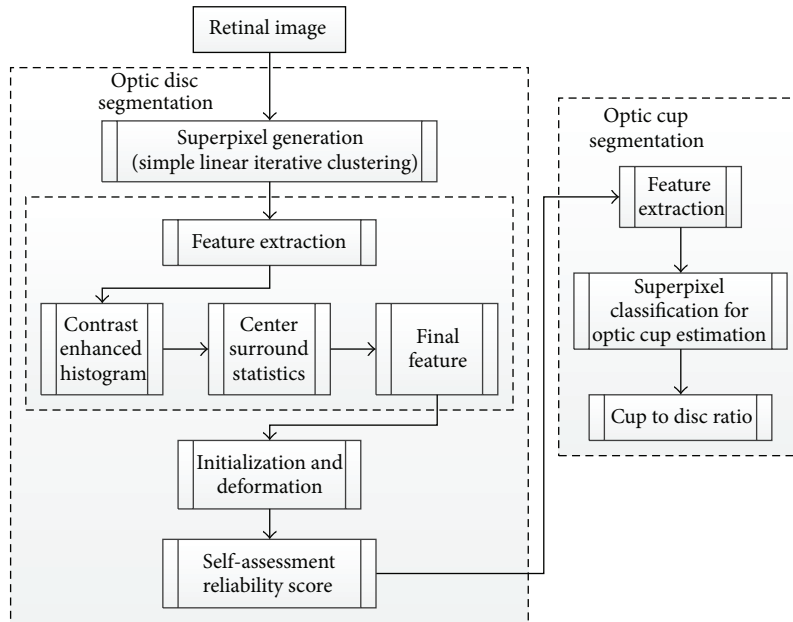 Retinal image
Optic disc
segmentation
Superpixel generation
(simple linear iterative clustering)
Feature extraction
Contrast
enhanced
histogram
Center
surround
statistics
Final
feature
Initialization and
deformation
Self-assessment
reliability score
Optic cup
segmentation
Feature
extraction
Superpixel
classification for
optic cup estimation
Cup to disc ratio